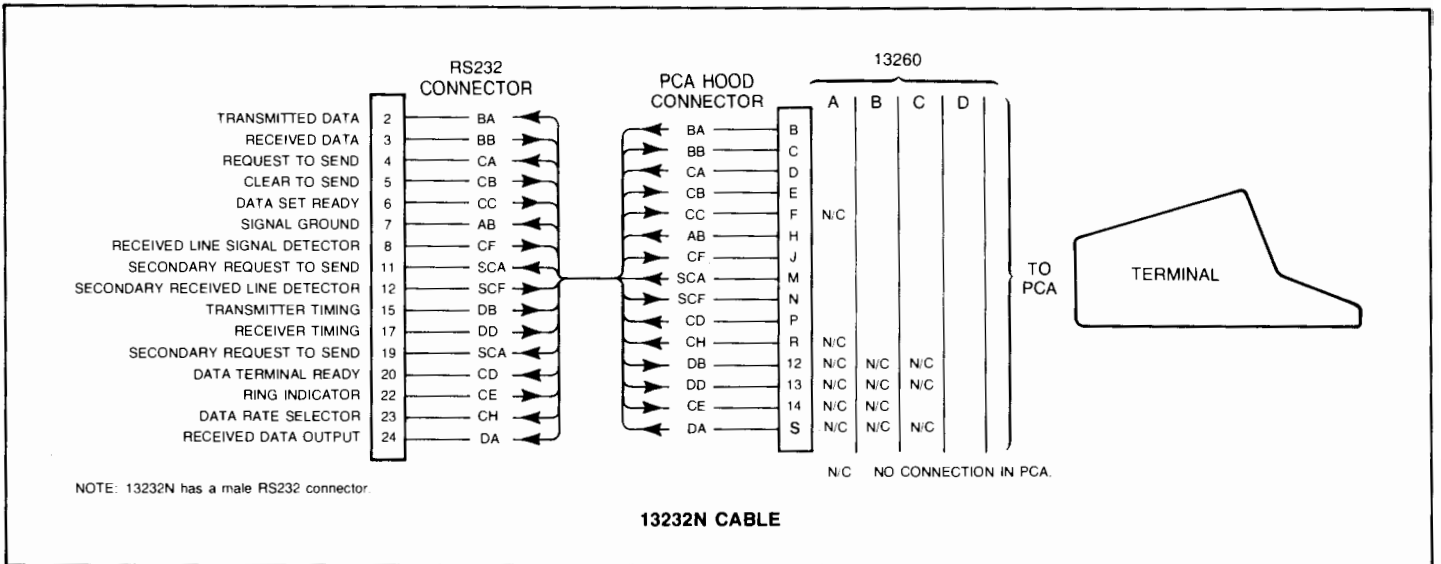 RS232
CONNECTOR
TRANSMITTED DATA 2 BA
RECEIVED DATA 3 BB
REQUEST TO SEND 4 CA
CLEAR TO SEND 5 CB
DATA SET READY 6 CC
SIGNAL GROUND 7 AB
RECEIVED LINE SIGNAL DETECTOR 8 CF
SECONDARY REQUEST TO SEND 11 SCA
SECONDARY RECEIVED LINE DETECTOR 12 SCF
TRANSMITTER TIMING 15 DB
RECEIVER TIMING 17 DD
SECONDARY REQUEST TO SEND 19 SCA
DATA TERMINAL READY 20 CD
RING INDICATOR 22 CE
DATA RATE SELECTOR 23 CH
RECEIVED DATA OUTPUT 24 DA
PCA HOOD
CONNECTOR
13260
A B C D
BA B
BB C
CA D
CB E
CC F N/C
AB H
CF J
SCA M
SCF N
CD P
CH R N/C
DB 12 N/C N/C N/C
DD 13 N/C N/C N/C
CE 14 N/C N/C
DA S N/C N/C N/C
TO
PCA
TERMINAL
N/C NO CONNECTION IN PCA.
NOTE: 13232N has a male RS232 connector.
13232N CABLE